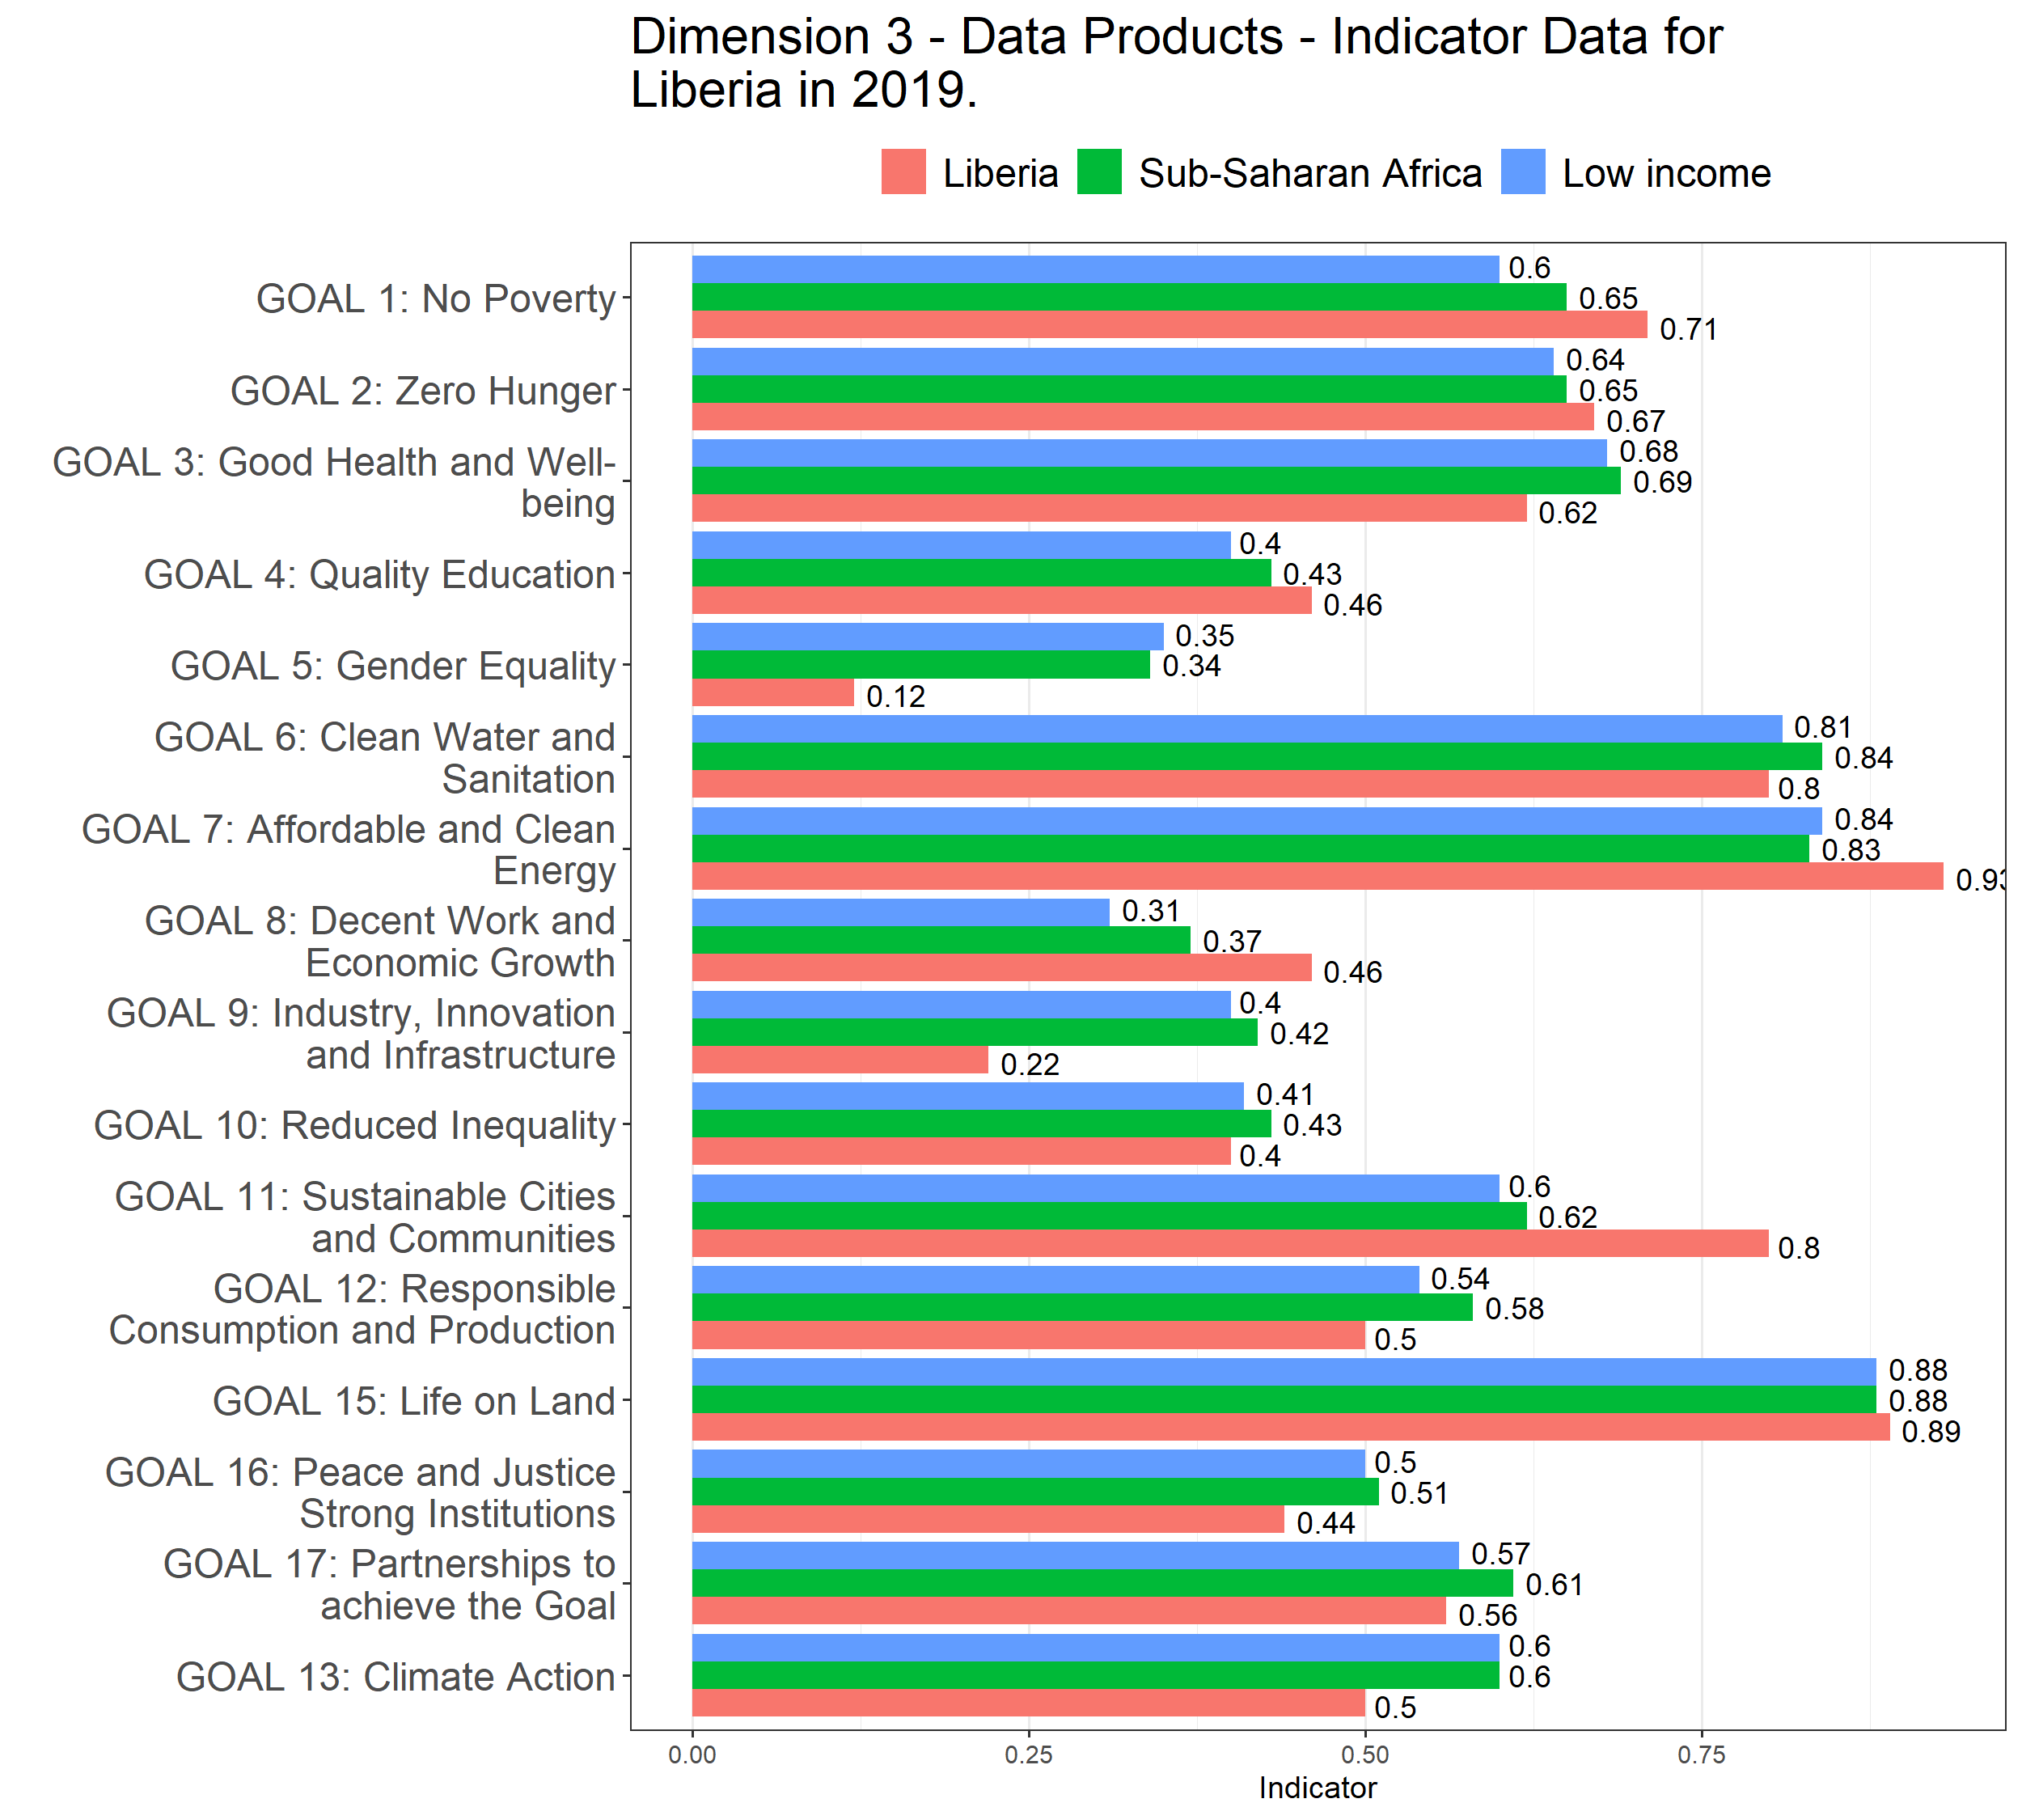 Dimension 3 - Data Products - Indicator Data for
Liberia in 2019.
Liberia Sub-Saharan Africa Low income
GOAL 1: No Poverty
0.6
0.65
0.71
GOAL 2: Zero Hunger
0.64
0.65
0.67
GOAL 3: Good Health and Well-
being
0.68
0.69
0.62
GOAL 4: Quality Education
0.4
0.43
0.46
GOAL 5: Gender Equality
0.35
0.34
0.12
GOAL 6: Clean Water and
Sanitation
0.81
0.84
0.8
GOAL 7: Affordable and Clean
Energy
0.84
0.83
0.93
GOAL 8: Decent Work and
Economic Growth
0.31
0.37
0.46
GOAL 9: Industry, Innovation
and Infrastructure
0.4
0.42
0.22
GOAL 10: Reduced Inequality
0.41
0.43
0.4
GOAL 11: Sustainable Cities
and Communities
0.6
0.62
0.8
GOAL 12: Responsible
Consumption and Production
0.54
0.58
0.5
GOAL 15: Life on Land
0.88
0.88
0.89
GOAL 16: Peace and Justice
Strong Institutions
0.5
0.51
0.44
GOAL 17: Partnerships to
achieve the Goal
0.57
0.61
0.56
GOAL 13: Climate Action
0.6
0.6
0.5
0.00 0.25 0.50 0.75
Indicator